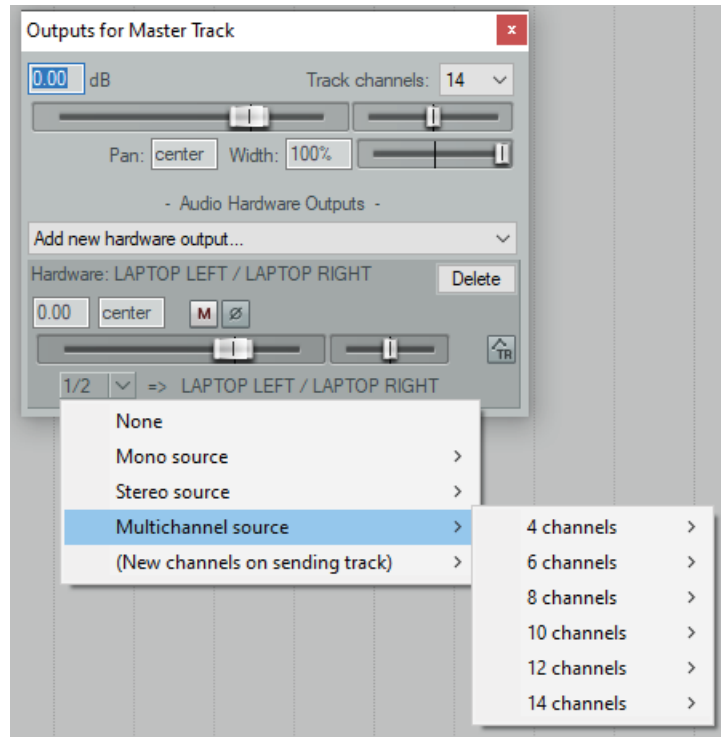 Outputs for Master Track x
0.00 dB Track channels: 14
Pan: center Width: 100%
- Audio Hardware Outputs -
Add new hardware output...
Hardware: LAPTOP LEFT / LAPTOP RIGHT Delete
0.00 center M Ø
TR
1/2 => LAPTOP LEFT / LAPTOP RIGHT
None
Mono source >
Stereo source >
Multichannel source >
(New channels on sending track) >
4 channels >
6 channels >
8 channels >
10 channels >
12 channels >
14 channels >